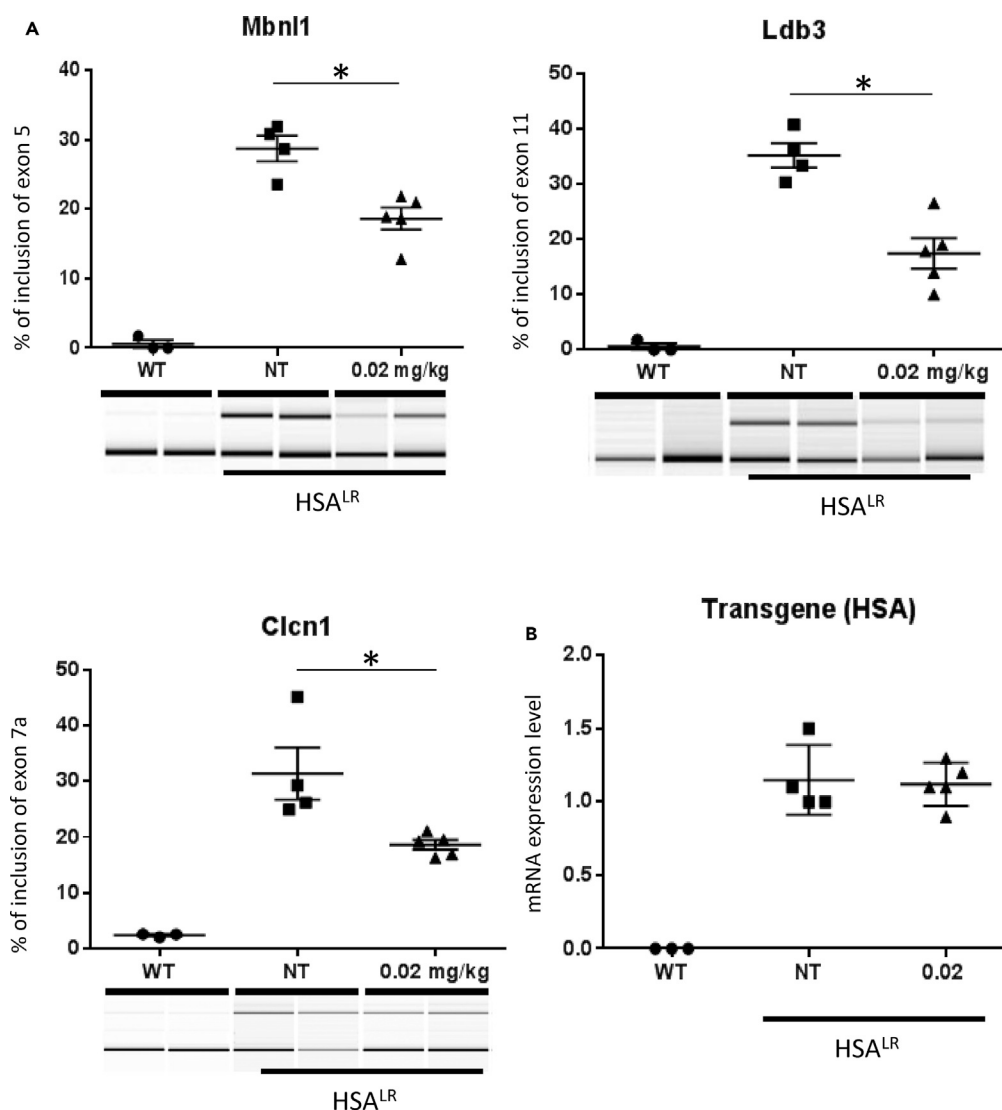 A
Mbnl1
*
% of inclusion of exon 5
40
30
20
10
0
WT NT 0.02 mg/kg
HSA^LR
Ldb3
*
% of inclusion of exon 11
50
40
30
20
10
0
WT NT 0.02 mg/kg
HSA^LR
Clcn1
*
% of inclusion of exon 7a
50
40
30
20
10
0
WT NT 0.02 mg/kg
HSA^LR
B
Transgene (HSA)
mRNA expression level
2.0
1.5
1.0
0.5
0.0
WT NT 0.02
HSA^LR